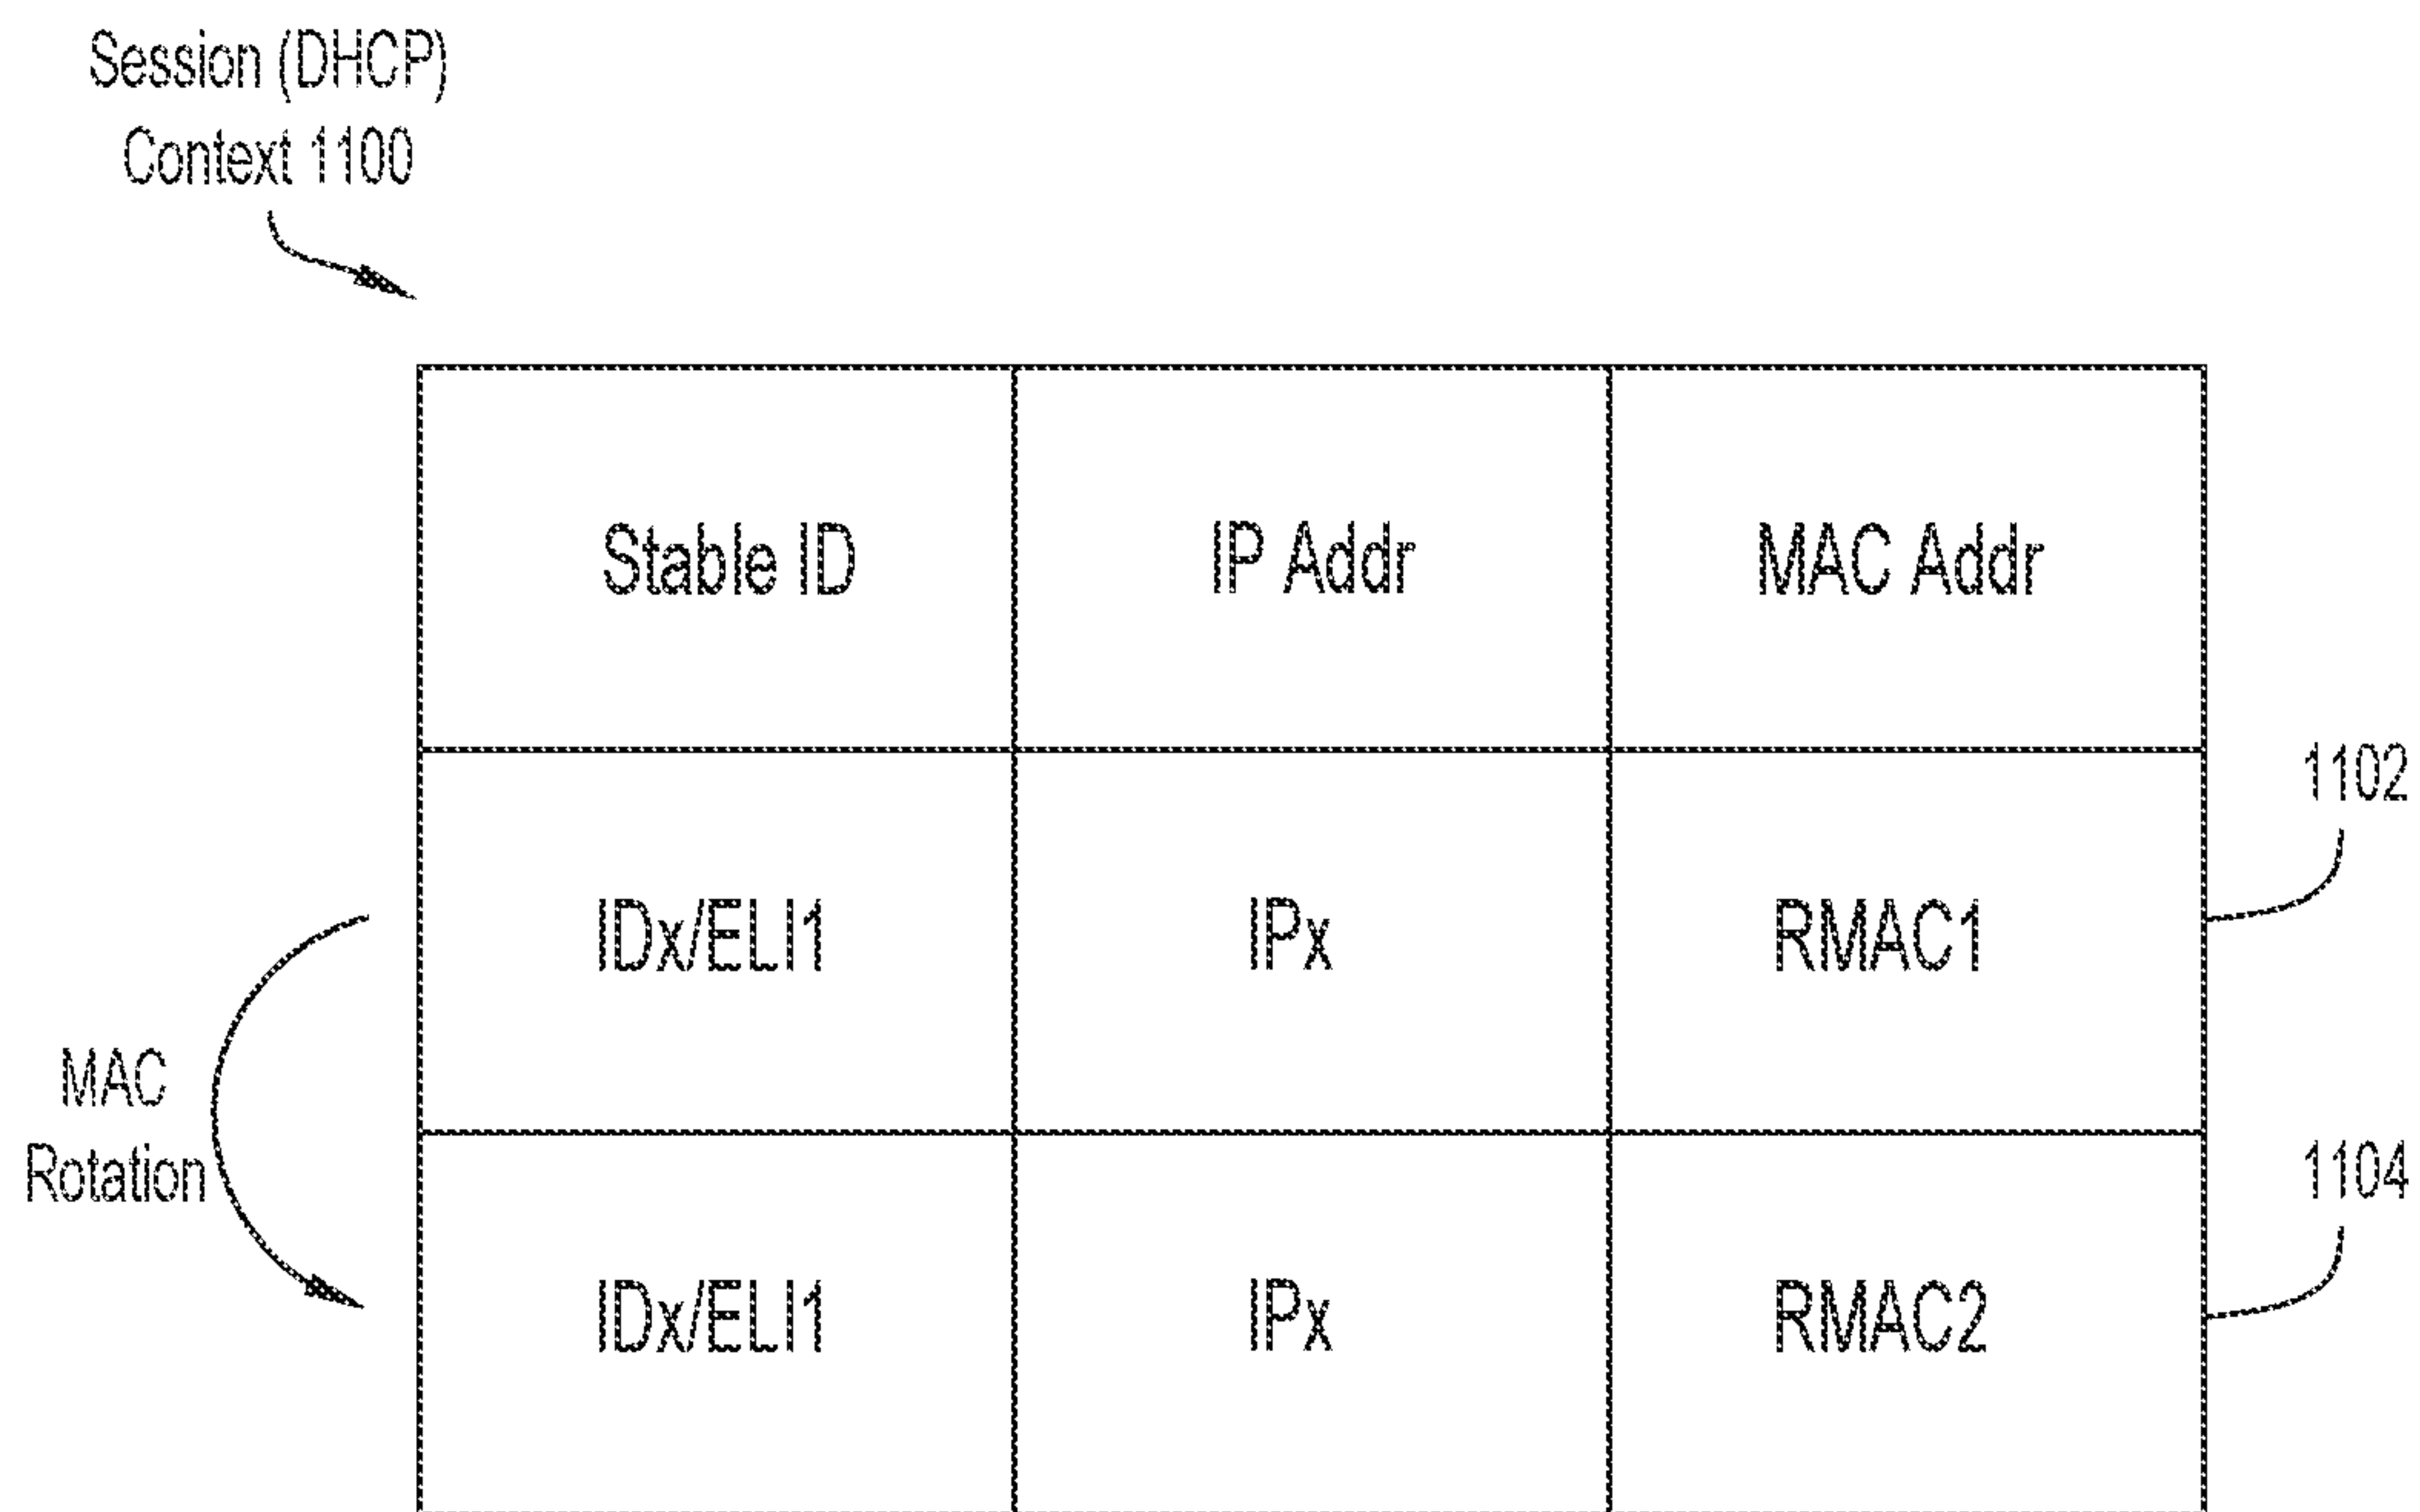 Session (DHCP)
Context 1100
Stable ID
IP Addr
MAC Addr
1102
IDx/ELI1
IPx
RMAC1
MAC
Rotation
1104
IDx/ELI1
IPx
RMAC2